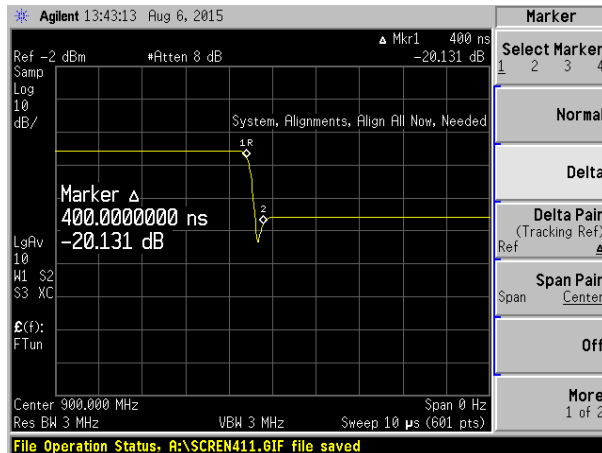 Agilent 13:43:13 Aug 6, 2015
Marker
Δ Mkr1 400 ns
Ref -2 dBm #Atten 8 dB -20.131 dB
Samp
Log
10
dB/
System, Alignments, Align All Now, Needed
1R
2
Marker Δ
400.0000000 ns
-20.131 dB
LgAv
10
W1 S2
S3 XC
£(f):
FTun
Center 900.000 MHz Span 0 Hz
Res BW 3 MHz VBW 3 MHz Sweep 10 µs (601 pts)
File Operation Status, A:\SCREN411.GIF file saved
Select Marker
1 2 3 4
Normal
Delta
Delta Pair
(Tracking Ref)
Ref Δ
Span Pair
Span Center
Off
More
1 of 2